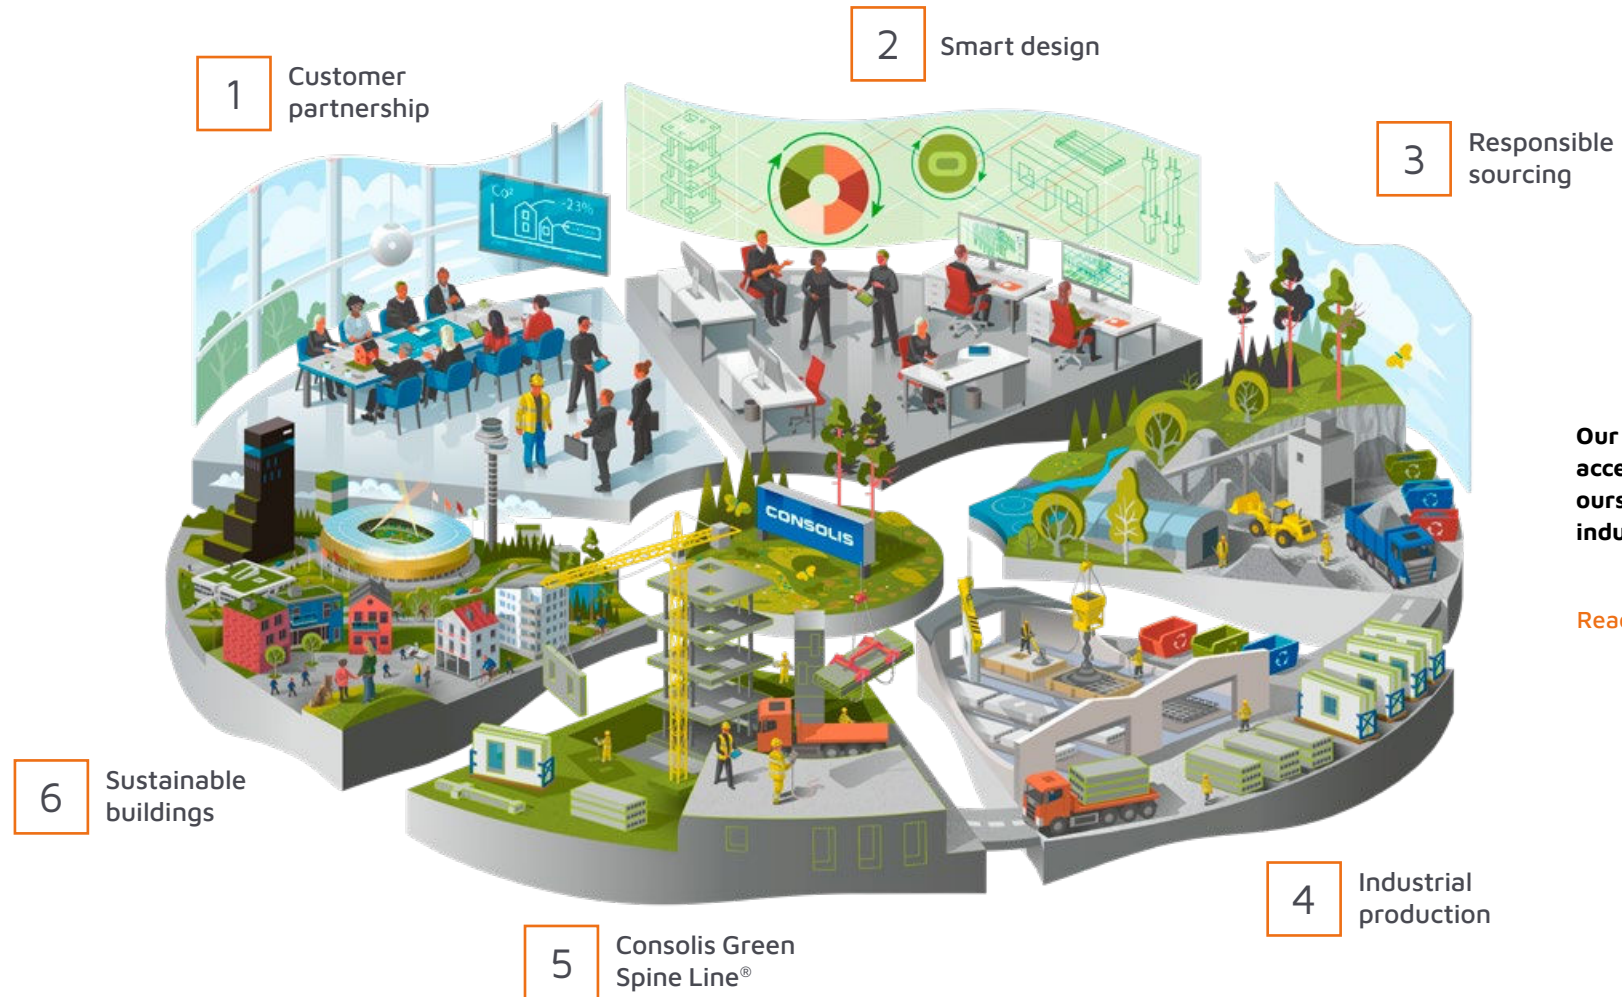 1
Customer
partnership
2
Smart design
3
Responsible
sourcing
Co²
-23%
CONSOLIS
Our
acce
ours
indu
Read
6
Sustainable
buildings
4
Industrial
production
5
Consolis Green
Spine Line®